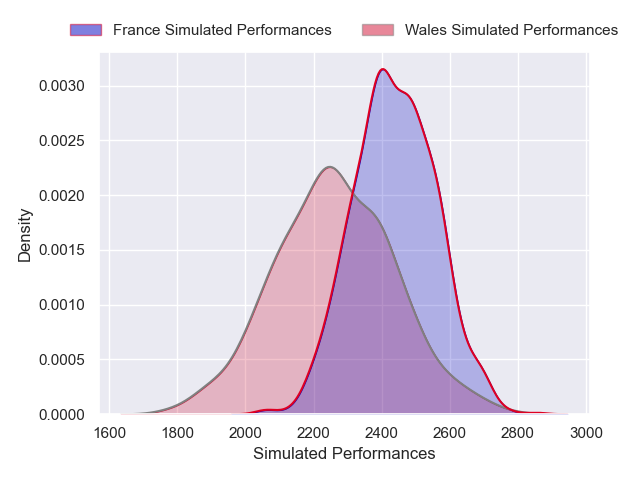 France Simulated Performances
Wales Simulated Performances
0.0030
0.0025
0.0020
0.0015
0.0010
0.0005
0.0000
Density
1600 1800 2000 2200 2400 2600 2800 3000
Simulated Performances